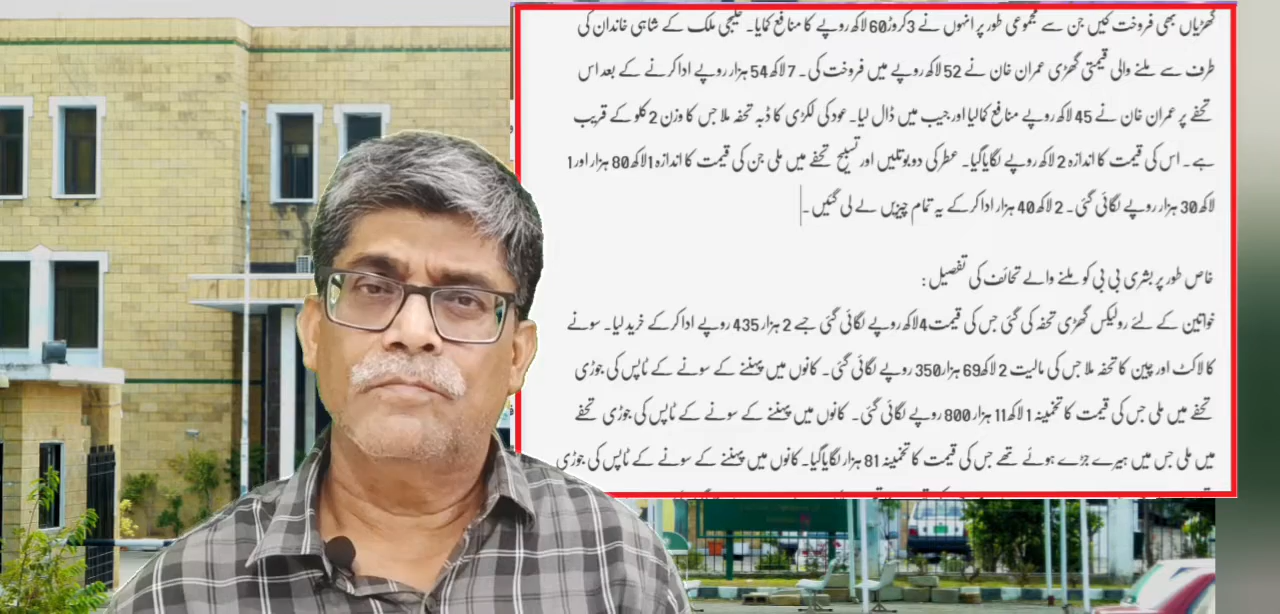 گھڑیاں بھی فروخت کیں جن سے مجموعی طور پر انہوں نے 3 کروڑ 60 لاکھ روپے کا منافع کمایا۔ خلیجی ملک کے شاہی خاندان کی
طرف سے ملنے والی قیمتی گھڑی عمران خان نے 52 لاکھ روپے میں فروخت کی۔ 7 لاکھ 54 ہزار روپے ادا کرنے کے بعد اس
تحفے پر عمران خان نے 45 لاکھ روپے منافع کمالیا اور جیب میں ڈال لیا۔ عود کی لکڑی کا ڈبہ تحفہ ملا جس کا وزن 2 کلو کے قریب
ہے۔ اس کی قیمت کا اندازہ 2 لاکھ روپے لگایا گیا۔ عطر کی دو بوتلیں اور تسبیح تحفے میں ملی جن کی قیمت کا اندازہ 1 لاکھ 80 ہزار اور 1
لاکھ 30 ہزار روپے لگائی گئی۔ 2 لاکھ 40 ہزار ادا کرکے یہ تمام چیزیں لے لی گئیں۔
خاص طور پر بشری بی بی کو ملنے والے تحائف کی تفصیل :
خواتین کے لئے رولیکس گھڑی تحفہ کی گئی جس کی قیمت 4 لاکھ روپے لگائی گئی جسے 2 ہزار 435 روپے ادا کرکے خرید لیا۔ سونے
کا لاکٹ اور چین کا تحفہ ملا جس کی مالیت 2 لاکھ 69 ہزار 350 روپے لگائی گئی۔ کانوں میں پہننے کے سونے کے ٹاپس کی جوڑی
تحفے میں ملی جس کی قیمت کا تخمینہ 1 لاکھ 11 ہزار 800 روپے لگائی گئی۔ کانوں میں پہننے کے سونے کے ٹاپس کی جوڑی تحفے
میں ملی جس میں ہیرے جڑے ہوئے تھے جس کی قیمت کا تخمینہ 81 ہزار لگایا گیا۔ کانوں میں پہننے کے سونے کے ٹاپس کی جوڑی